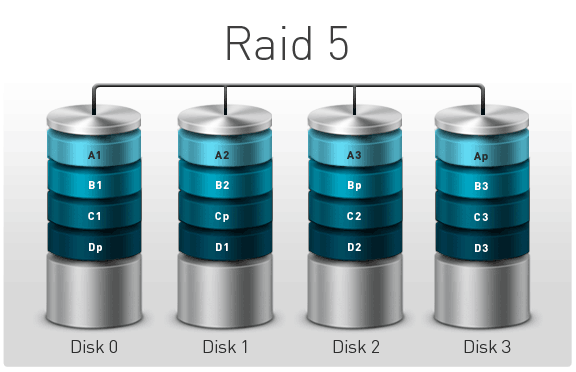 Raid 5
A1 A2 A3 Ap
B1 B2 Bp B3
C1 Cp C2 C3
Dp D1 D2 D3
Disk 0 Disk 1 Disk 2 Disk 3